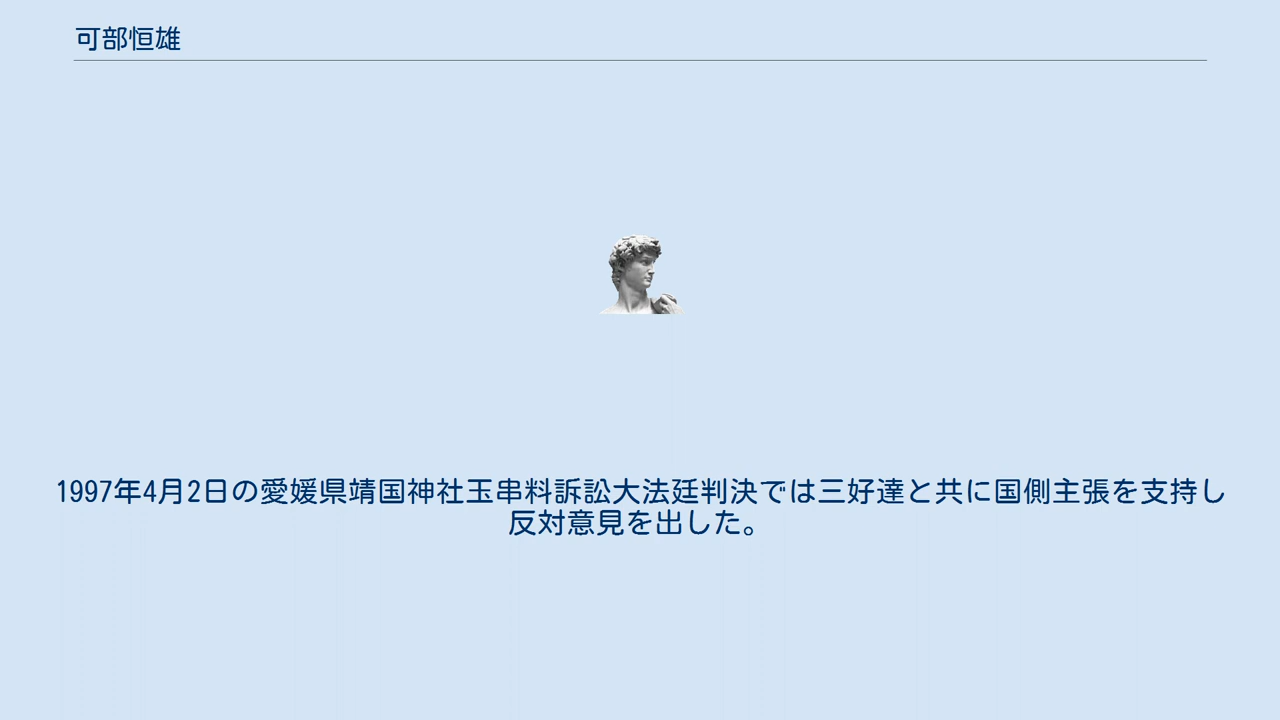 可部恒雄
1997年4月2日の愛媛県靖国神社玉串料訴訟大法廷判決では三好達と共に国側主張を支持し
反対意見を出した。